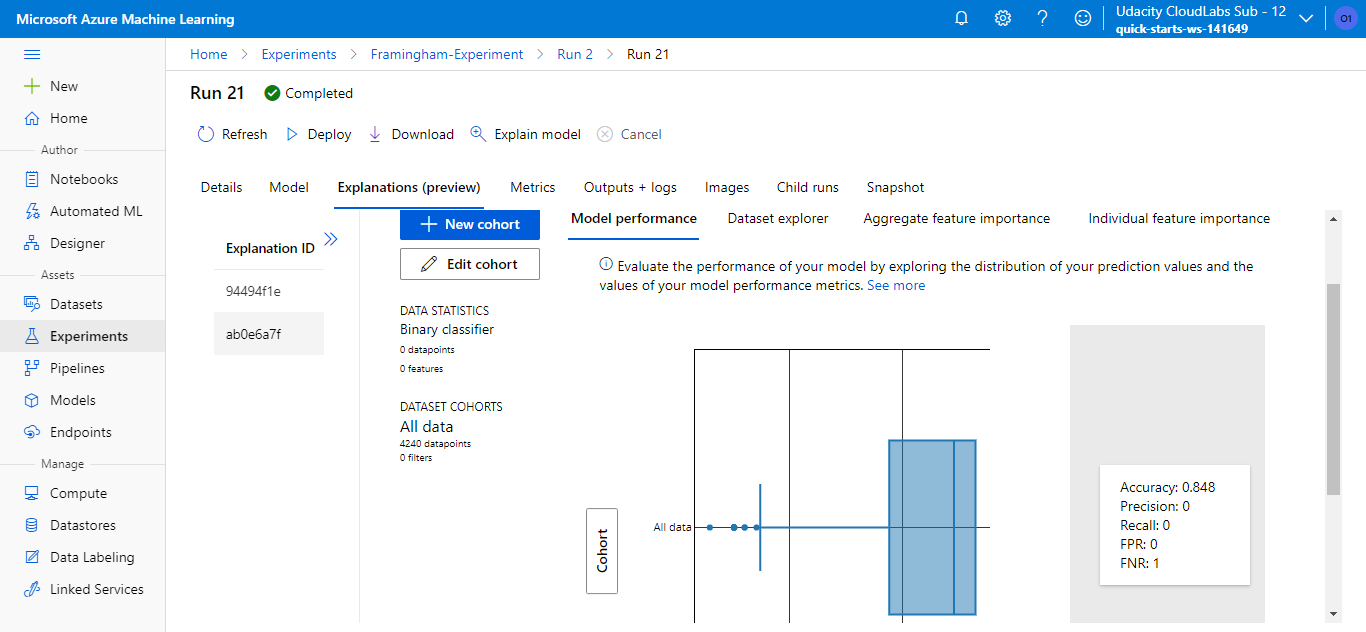 Microsoft Azure Machine Learning
Udacity CloudLabs Sub - 12
quick-starts-ws-141649
O1
Home > Experiments > Framingham-Experiment > Run 2 > Run 21
New
Home
Author
Notebooks
Automated ML
Designer
Assets
Datasets
Experiments
Pipelines
Models
Endpoints
Manage
Compute
Datastores
Data Labeling
Linked Services
Run 21 Completed
Refresh Deploy Download Explain model Cancel
Details Model Explanations (preview) Metrics Outputs + logs Images Child runs Snapshot
Explanation ID
94494f1e
ab0e6a7f
New cohort
Edit cohort
DATA STATISTICS
Binary classifier
0 datapoints
0 features
DATASET COHORTS
All data
4240 datapoints
0 filters
Model performance Dataset explorer Aggregate feature importance Individual feature importance
Evaluate the performance of your model by exploring the distribution of your prediction values and the
values of your model performance metrics. See more
Cohort
All data
Accuracy: 0.848
Precision: 0
Recall: 0
FPR: 0
FNR: 1